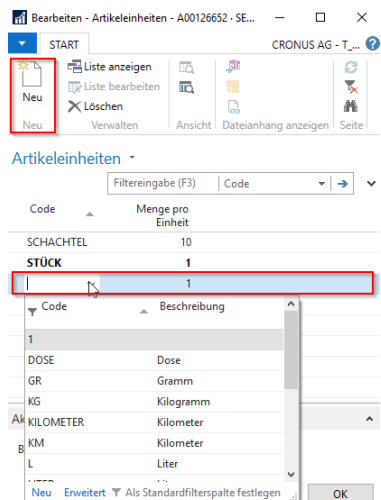 Bearbeiten - Artikeleinheiten - A00126652 · SE...
START
CRONUS AG - T_...
Neu
Liste anzeigen
Liste bearbeiten
Löschen
Neu
Verwalten
Ansicht
Dateianhang anzeigen
Seite
Artikeleinheiten
Filtereingabe (F3)
Code
Code
Menge pro
Einheit
SCHACHTEL 10
STÜCK 1
1
Code
Beschreibung
1
DOSE Dose
GR Gramm
KG Kilogramm
KILOMETER Kilometer
KM Kilometer
L Liter
Ak
B
Neu Erweitert Als Standardfilterspalte festlegen
OK